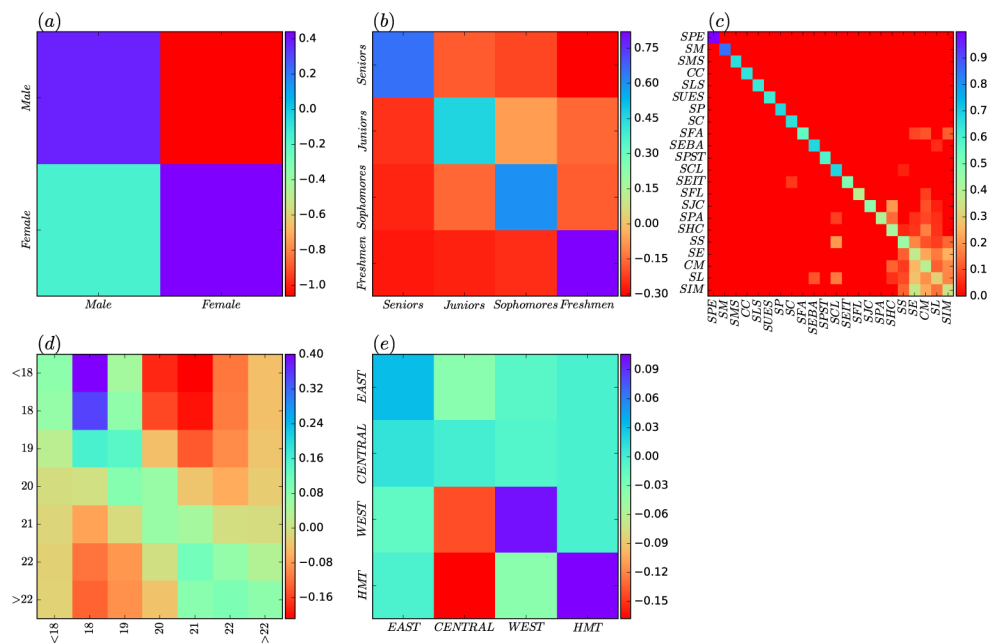 (a)
Male
Female
Male
Female
0.4
0.2
0.0
−0.2
−0.4
−0.6
−0.8
−1.0
(b)
Seniors
Juniors
Sophomores
Freshmen
Seniors
Juniors
Sophomores
Freshmen
0.75
0.60
0.45
0.30
0.15
0.00
−0.15
−0.30
(c)
SPE
SM
SMS
CC
SLS
SUES
SP
SC
SFA
SEBA
SPST
SCL
SEIT
SFL
SJC
SPA
SHC
SS
SE
CM
SL
SIM
SPE
SM
SMS
CC
SLS
SUES
SP
SC
SFA
SEBA
SPST
SCL
SEIT
SFL
SJC
SPA
SHC
SS
SE
CM
SL
SIM
0.9
0.8
0.7
0.6
0.5
0.4
0.3
0.2
0.1
0.0
(d)
<18
18
19
20
21
22
>22
<18
18
19
20
21
22
>22
0.40
0.32
0.24
0.16
0.08
0.00
−0.08
−0.16
(e)
EAST
CENTRAL
WEST
HMT
EAST
CENTRAL
WEST
HMT
0.09
0.06
0.03
0.00
−0.03
−0.06
−0.09
−0.12
−0.15